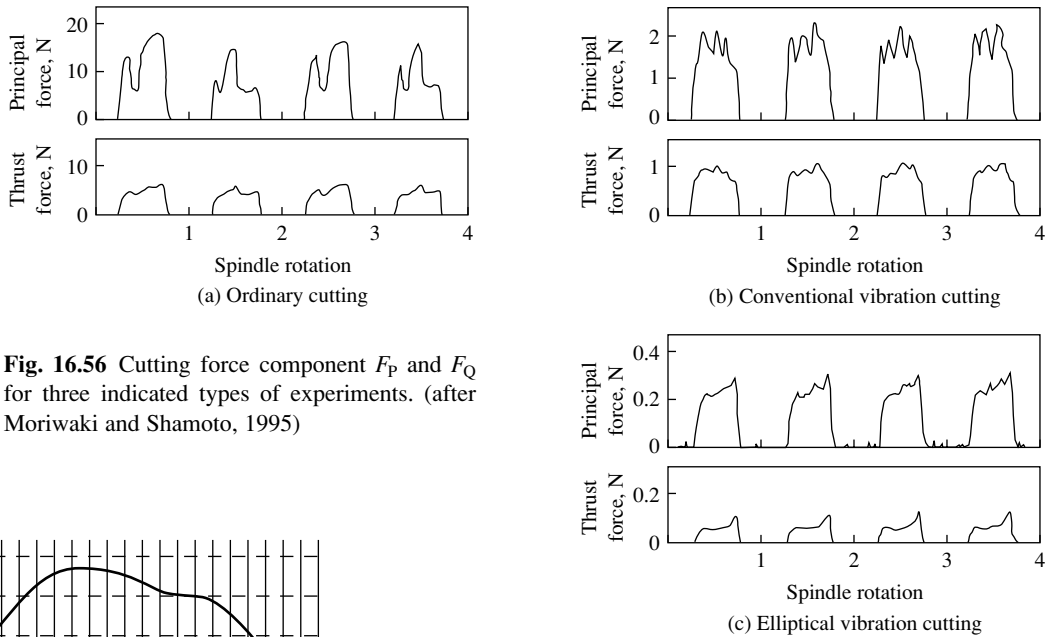 20
10
0
Principal
force, N
10
0
Thrust
force, N
1
2
3
4
Spindle rotation
(a) Ordinary cutting
2
1
0
Principal
force, N
1
0
Thrust
force, N
1
2
3
4
Spindle rotation
(b) Conventional vibration cutting
Fig. 16.56 Cutting force component FP and FQ
for three indicated types of experiments. (after
Moriwaki and Shamoto, 1995)
0.4
0.2
0
Principal
force, N
0.2
0
Thrust
force, N
1
2
3
4
Spindle rotation
(c) Elliptical vibration cutting